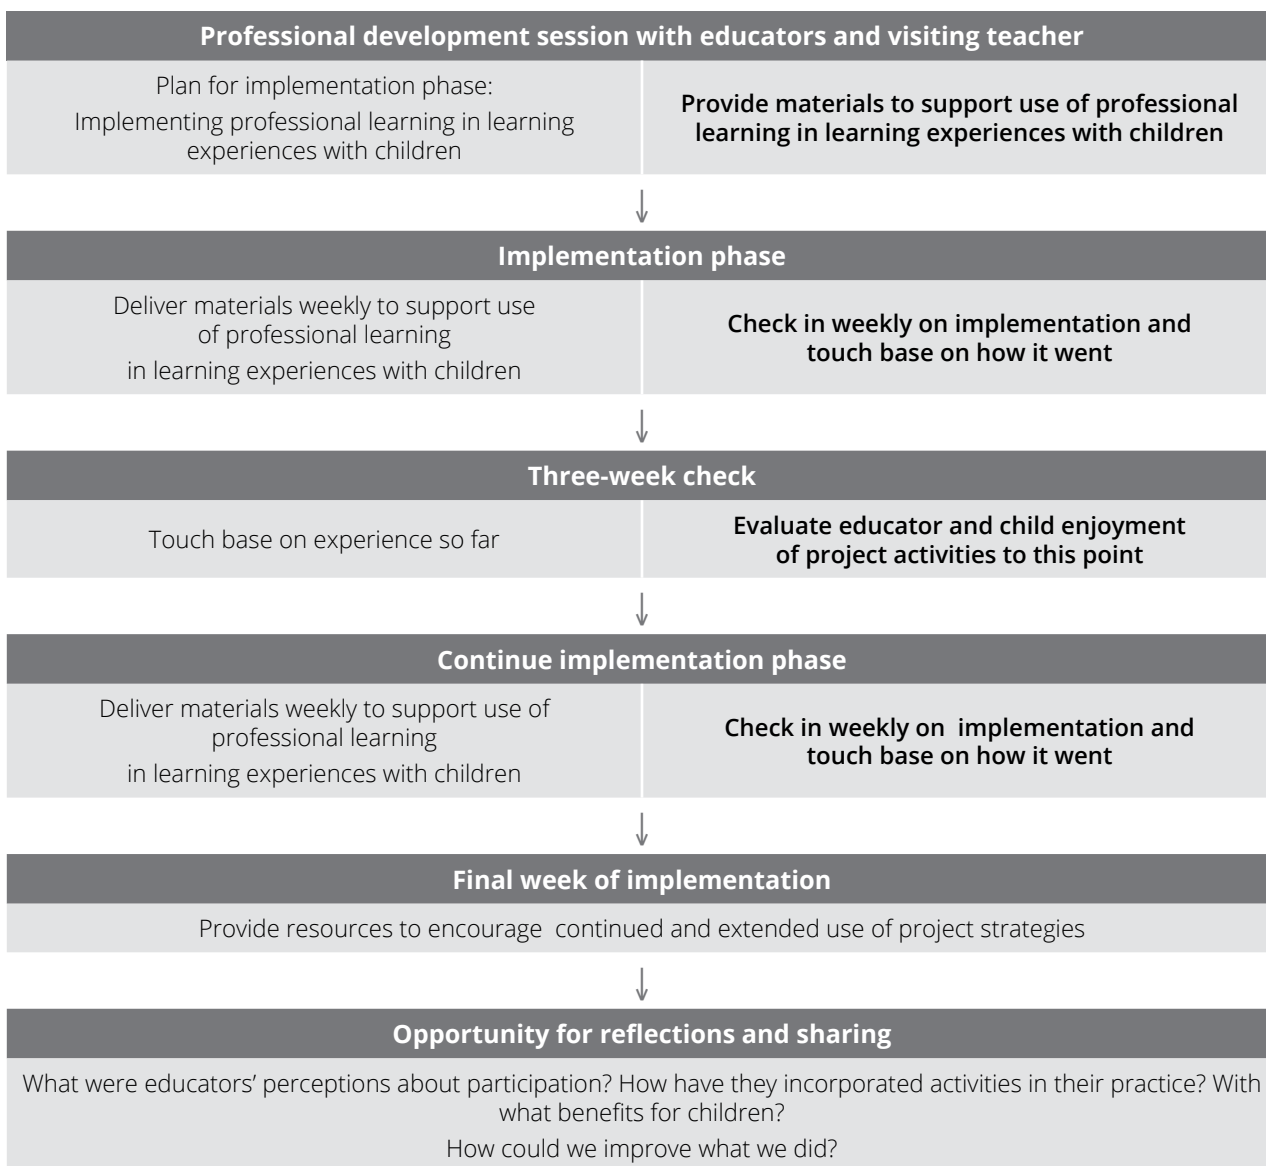 Professional development session with educators and visiting teacher
Plan for implementation phase:
Implementing professional learning in learning
experiences with children
Provide materials to support use of professional
learning in learning experiences with children
Implementation phase
Deliver materials weekly to support use
of professional learning
in learning experiences with children
Check in weekly on implementation and
touch base on how it went
Three-week check
Touch base on experience so far
Evaluate educator and child enjoyment
of project activities to this point
Continue implementation phase
Deliver materials weekly to support use of
professional learning
in learning experiences with children
Check in weekly on implementation and
touch base on how it went
Final week of implementation
Provide resources to encourage continued and extended use of project strategies
Opportunity for reflections and sharing
What were educators’ perceptions about participation? How have they incorporated activities in their practice? With
what benefits for children?
How could we improve what we did?